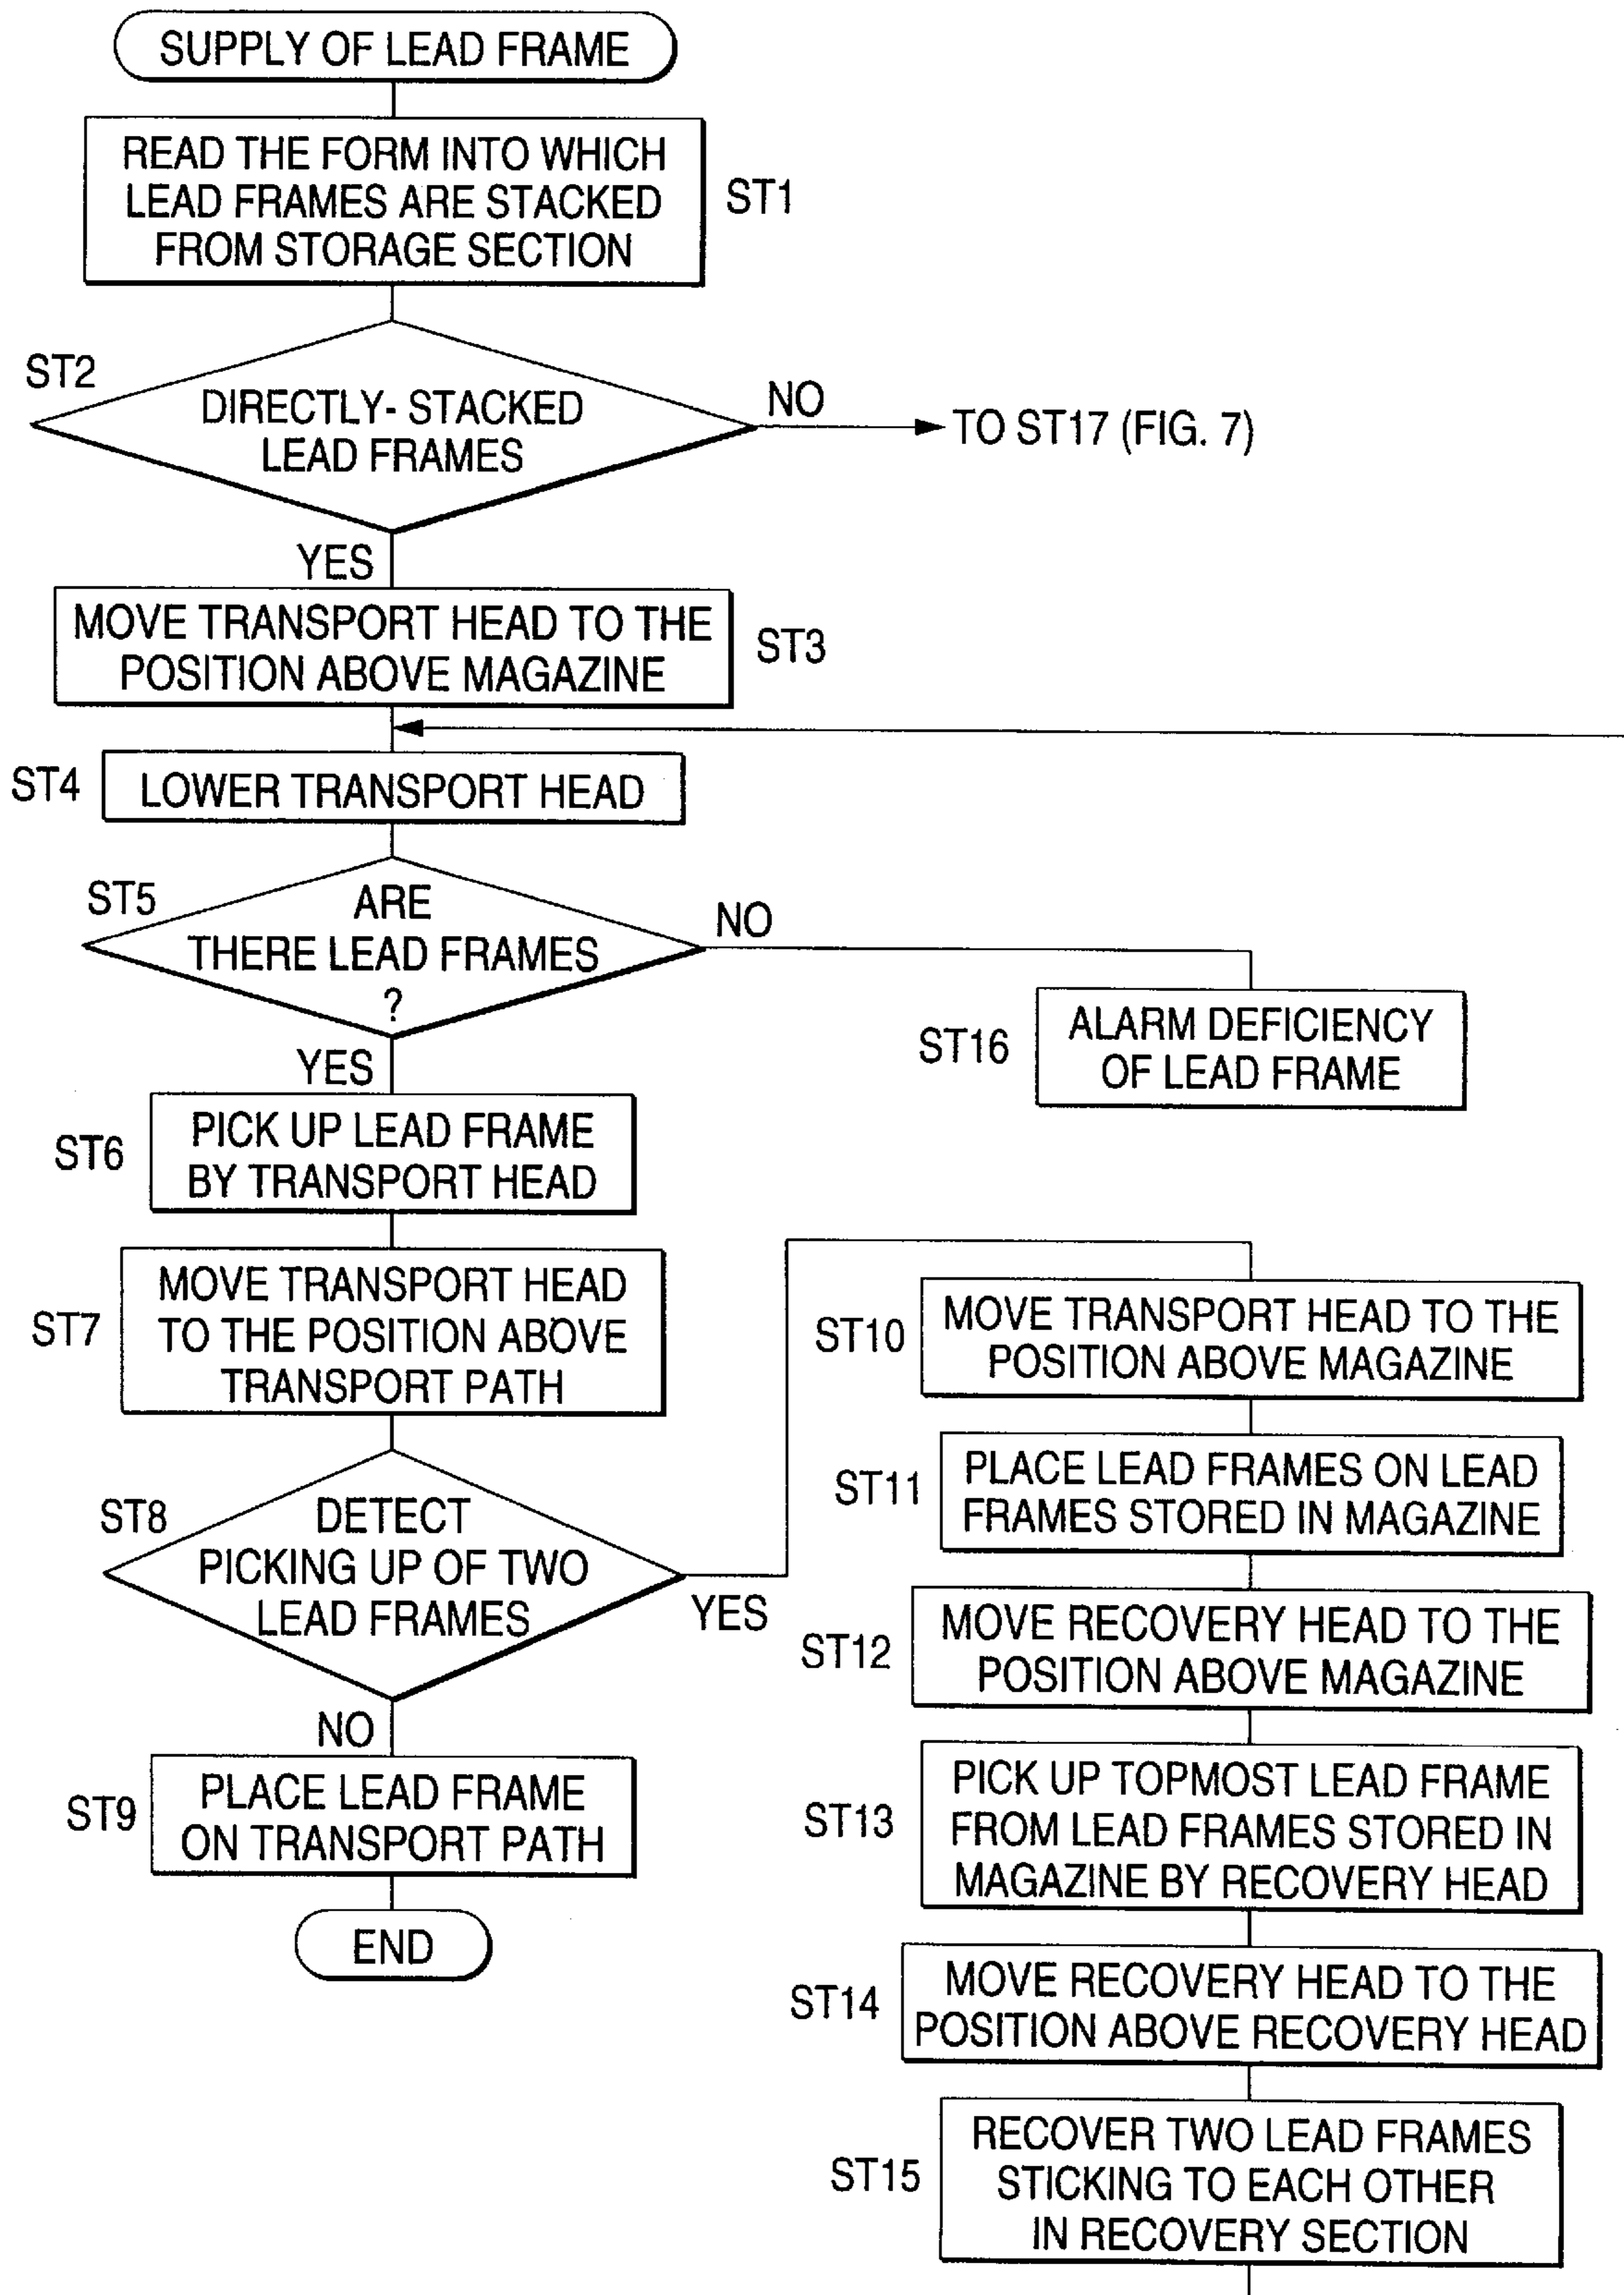 SUPPLY OF LEAD FRAME
READ THE FORM INTO WHICH
LEAD FRAMES ARE STACKED
FROM STORAGE SECTION
ST1
ST2
DIRECTLY- STACKED
LEAD FRAMES
NO
TO ST17 (FIG. 7)
YES
MOVE TRANSPORT HEAD TO THE
POSITION ABOVE MAGAZINE
ST3
ST4
LOWER TRANSPORT HEAD
ST5
ARE
THERE LEAD FRAMES
?
NO
ST16
ALARM DEFICIENCY
OF LEAD FRAME
YES
ST6
PICK UP LEAD FRAME
BY TRANSPORT HEAD
ST7
MOVE TRANSPORT HEAD
TO THE POSITION ABOVE
TRANSPORT PATH
ST8
DETECT
PICKING UP OF TWO
LEAD FRAMES
YES
NO
ST9
PLACE LEAD FRAME
ON TRANSPORT PATH
END
ST10
MOVE TRANSPORT HEAD TO THE
POSITION ABOVE MAGAZINE
ST11
PLACE LEAD FRAMES ON LEAD
FRAMES STORED IN MAGAZINE
ST12
MOVE RECOVERY HEAD TO THE
POSITION ABOVE MAGAZINE
ST13
PICK UP TOPMOST LEAD FRAME
FROM LEAD FRAMES STORED IN
MAGAZINE BY RECOVERY HEAD
ST14
MOVE RECOVERY HEAD TO THE
POSITION ABOVE RECOVERY HEAD
ST15
RECOVER TWO LEAD FRAMES
STICKING TO EACH OTHER
IN RECOVERY SECTION